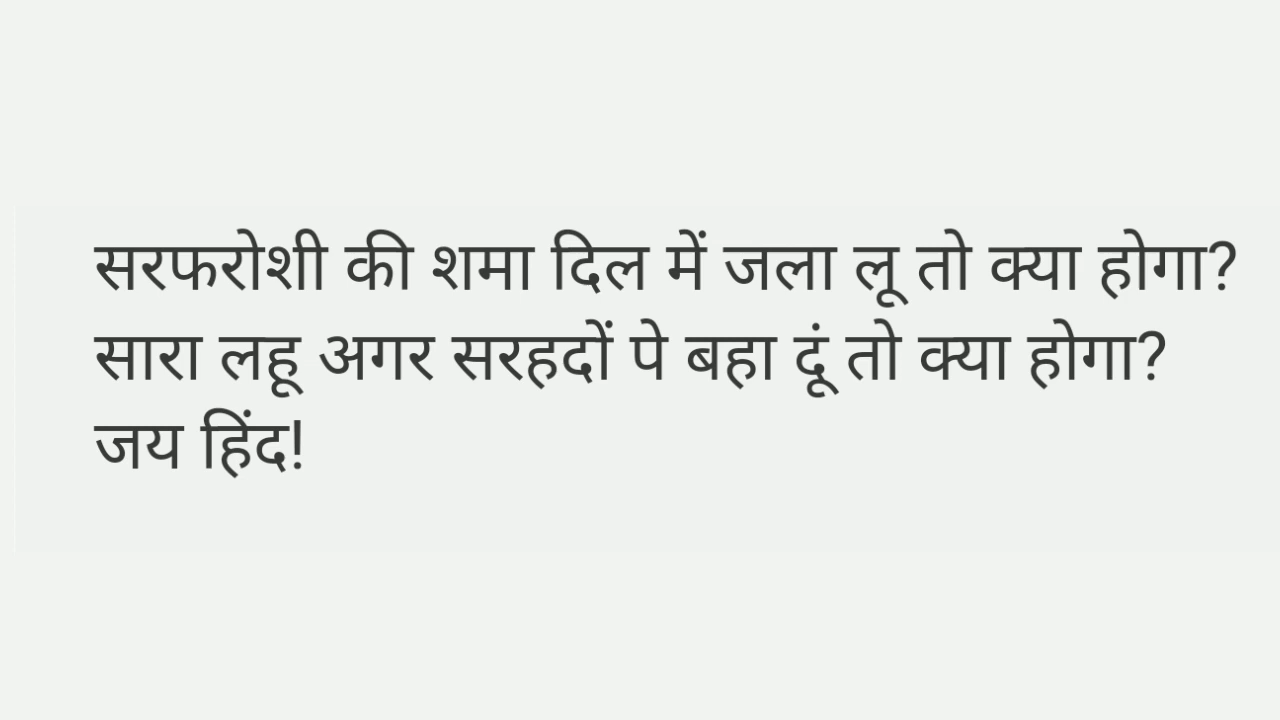 सरफरोशी की शमा दिल में जला लू तो क्या होगा?
सारा लहू अगर सरहदों पे बहा दूं तो क्या होगा?
जय हिंद!